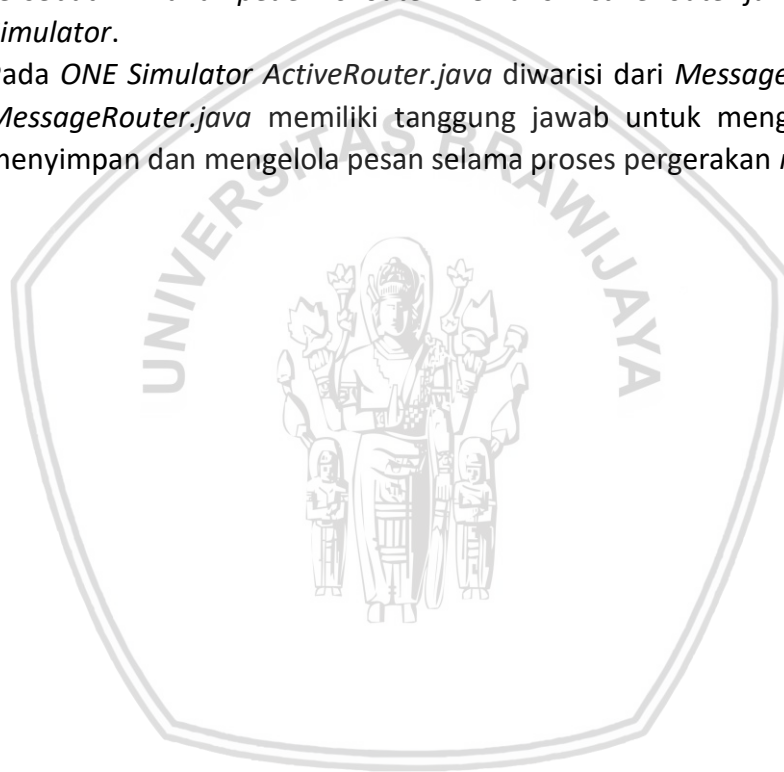 Simulator.
Pada ONE Simulator ActiveRouter.java diwarisi dari Message
MessageRouter.java memiliki tanggung jawab untuk meng
menyimpan dan mengelola pesan selama proses pergerakan
UNIVERSITAS BRAWIJAYA